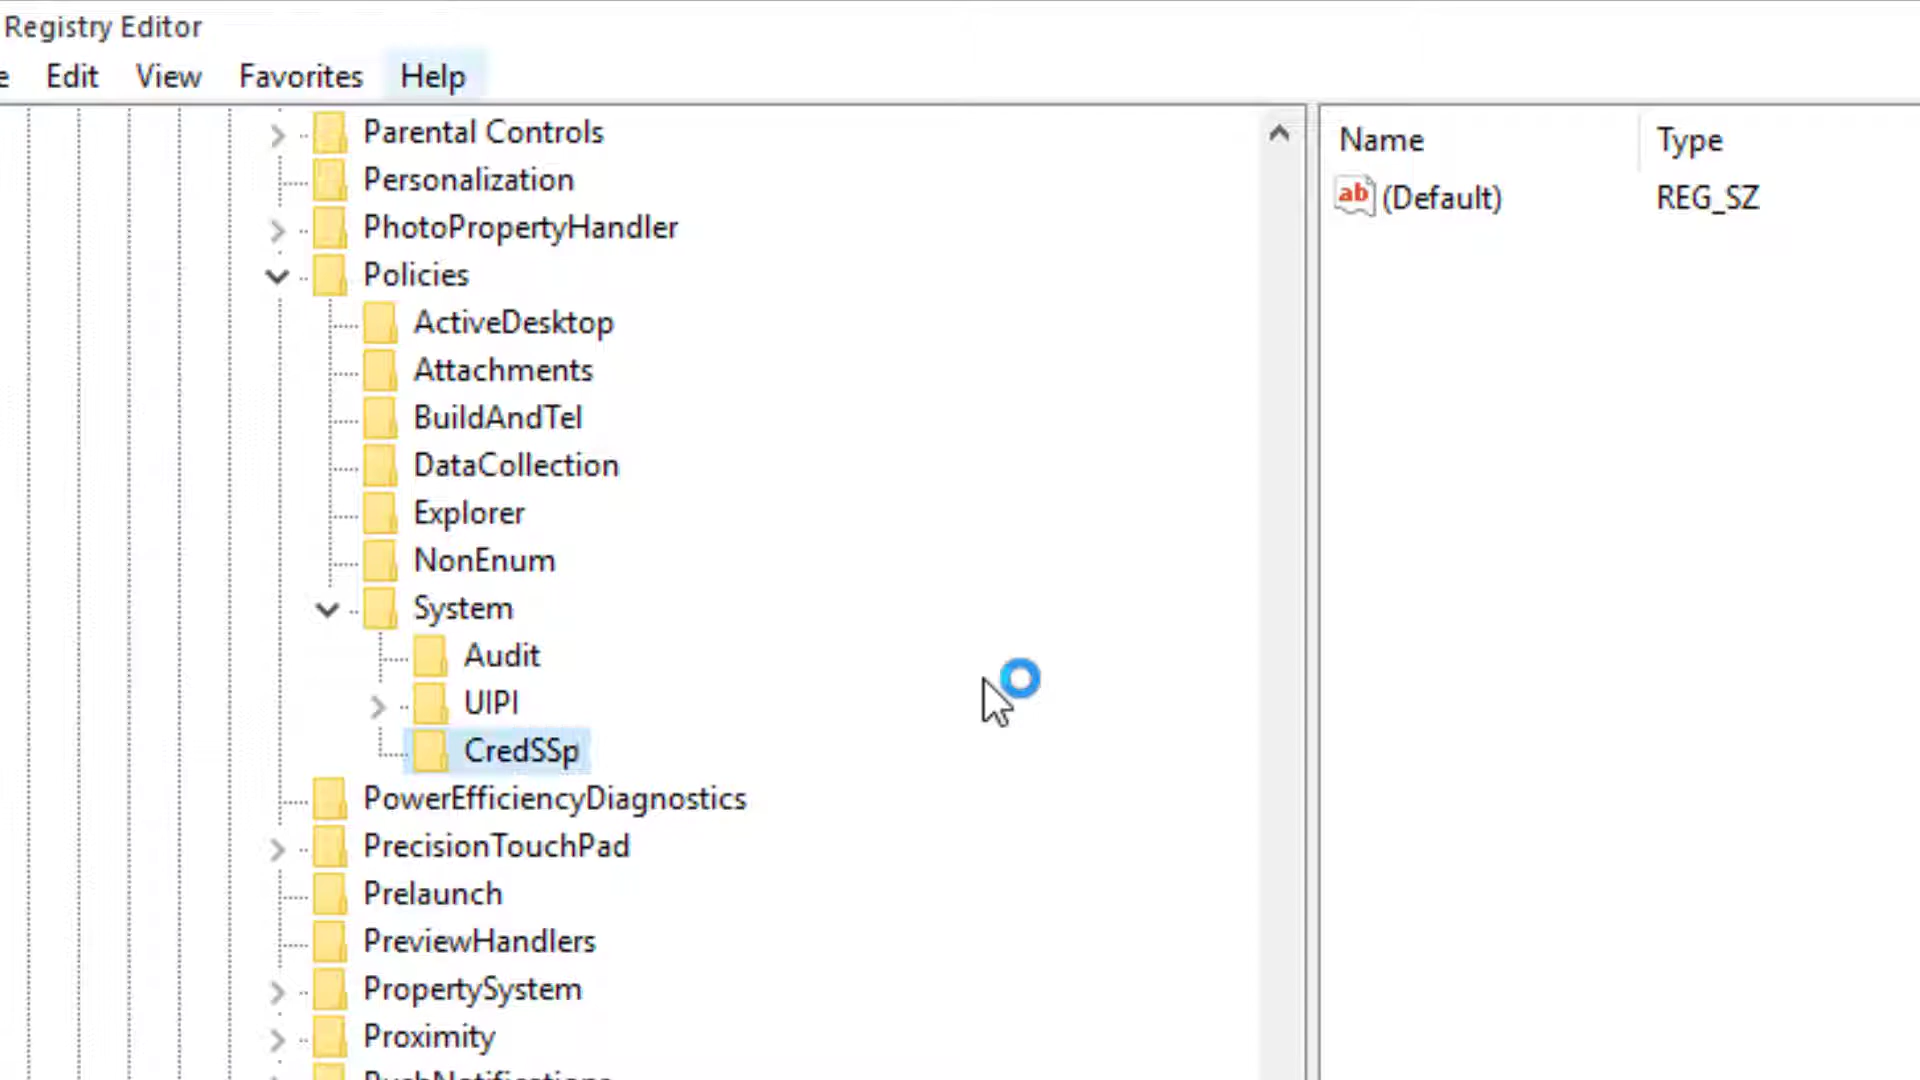 Registry Editor
e Edit View Favorites Help
Parental Controls
Personalization
PhotoPropertyHandler
Policies
ActiveDesktop
Attachments
BuildAndTel
DataCollection
Explorer
NonEnum
System
Audit
UIPI
CredSSp
PowerEfficiencyDiagnostics
PrecisionTouchPad
Prelaunch
PreviewHandlers
PropertySystem
Proximity
PushNotifications
Name Type
ab (Default) REG_SZ